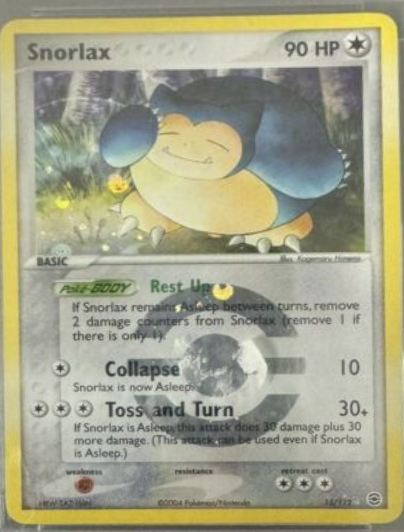 Snorlax 90 HP
BASIC Illus. Kagemaru Himeno
Poké-BODY Rest Up
If Snorlax remains Asleep between turns, remove
2 damage counters from Snorlax (remove 1 if
there is only 1).
Collapse 10
Snorlax is now Asleep.
Toss and Turn 30+
If Snorlax is Asleep, this attack does 30 damage plus 30
more damage. (This attack can be used even if Snorlax
is Asleep.)
weakness resistance retreat cost
©2004 Pokémon/Nintendo